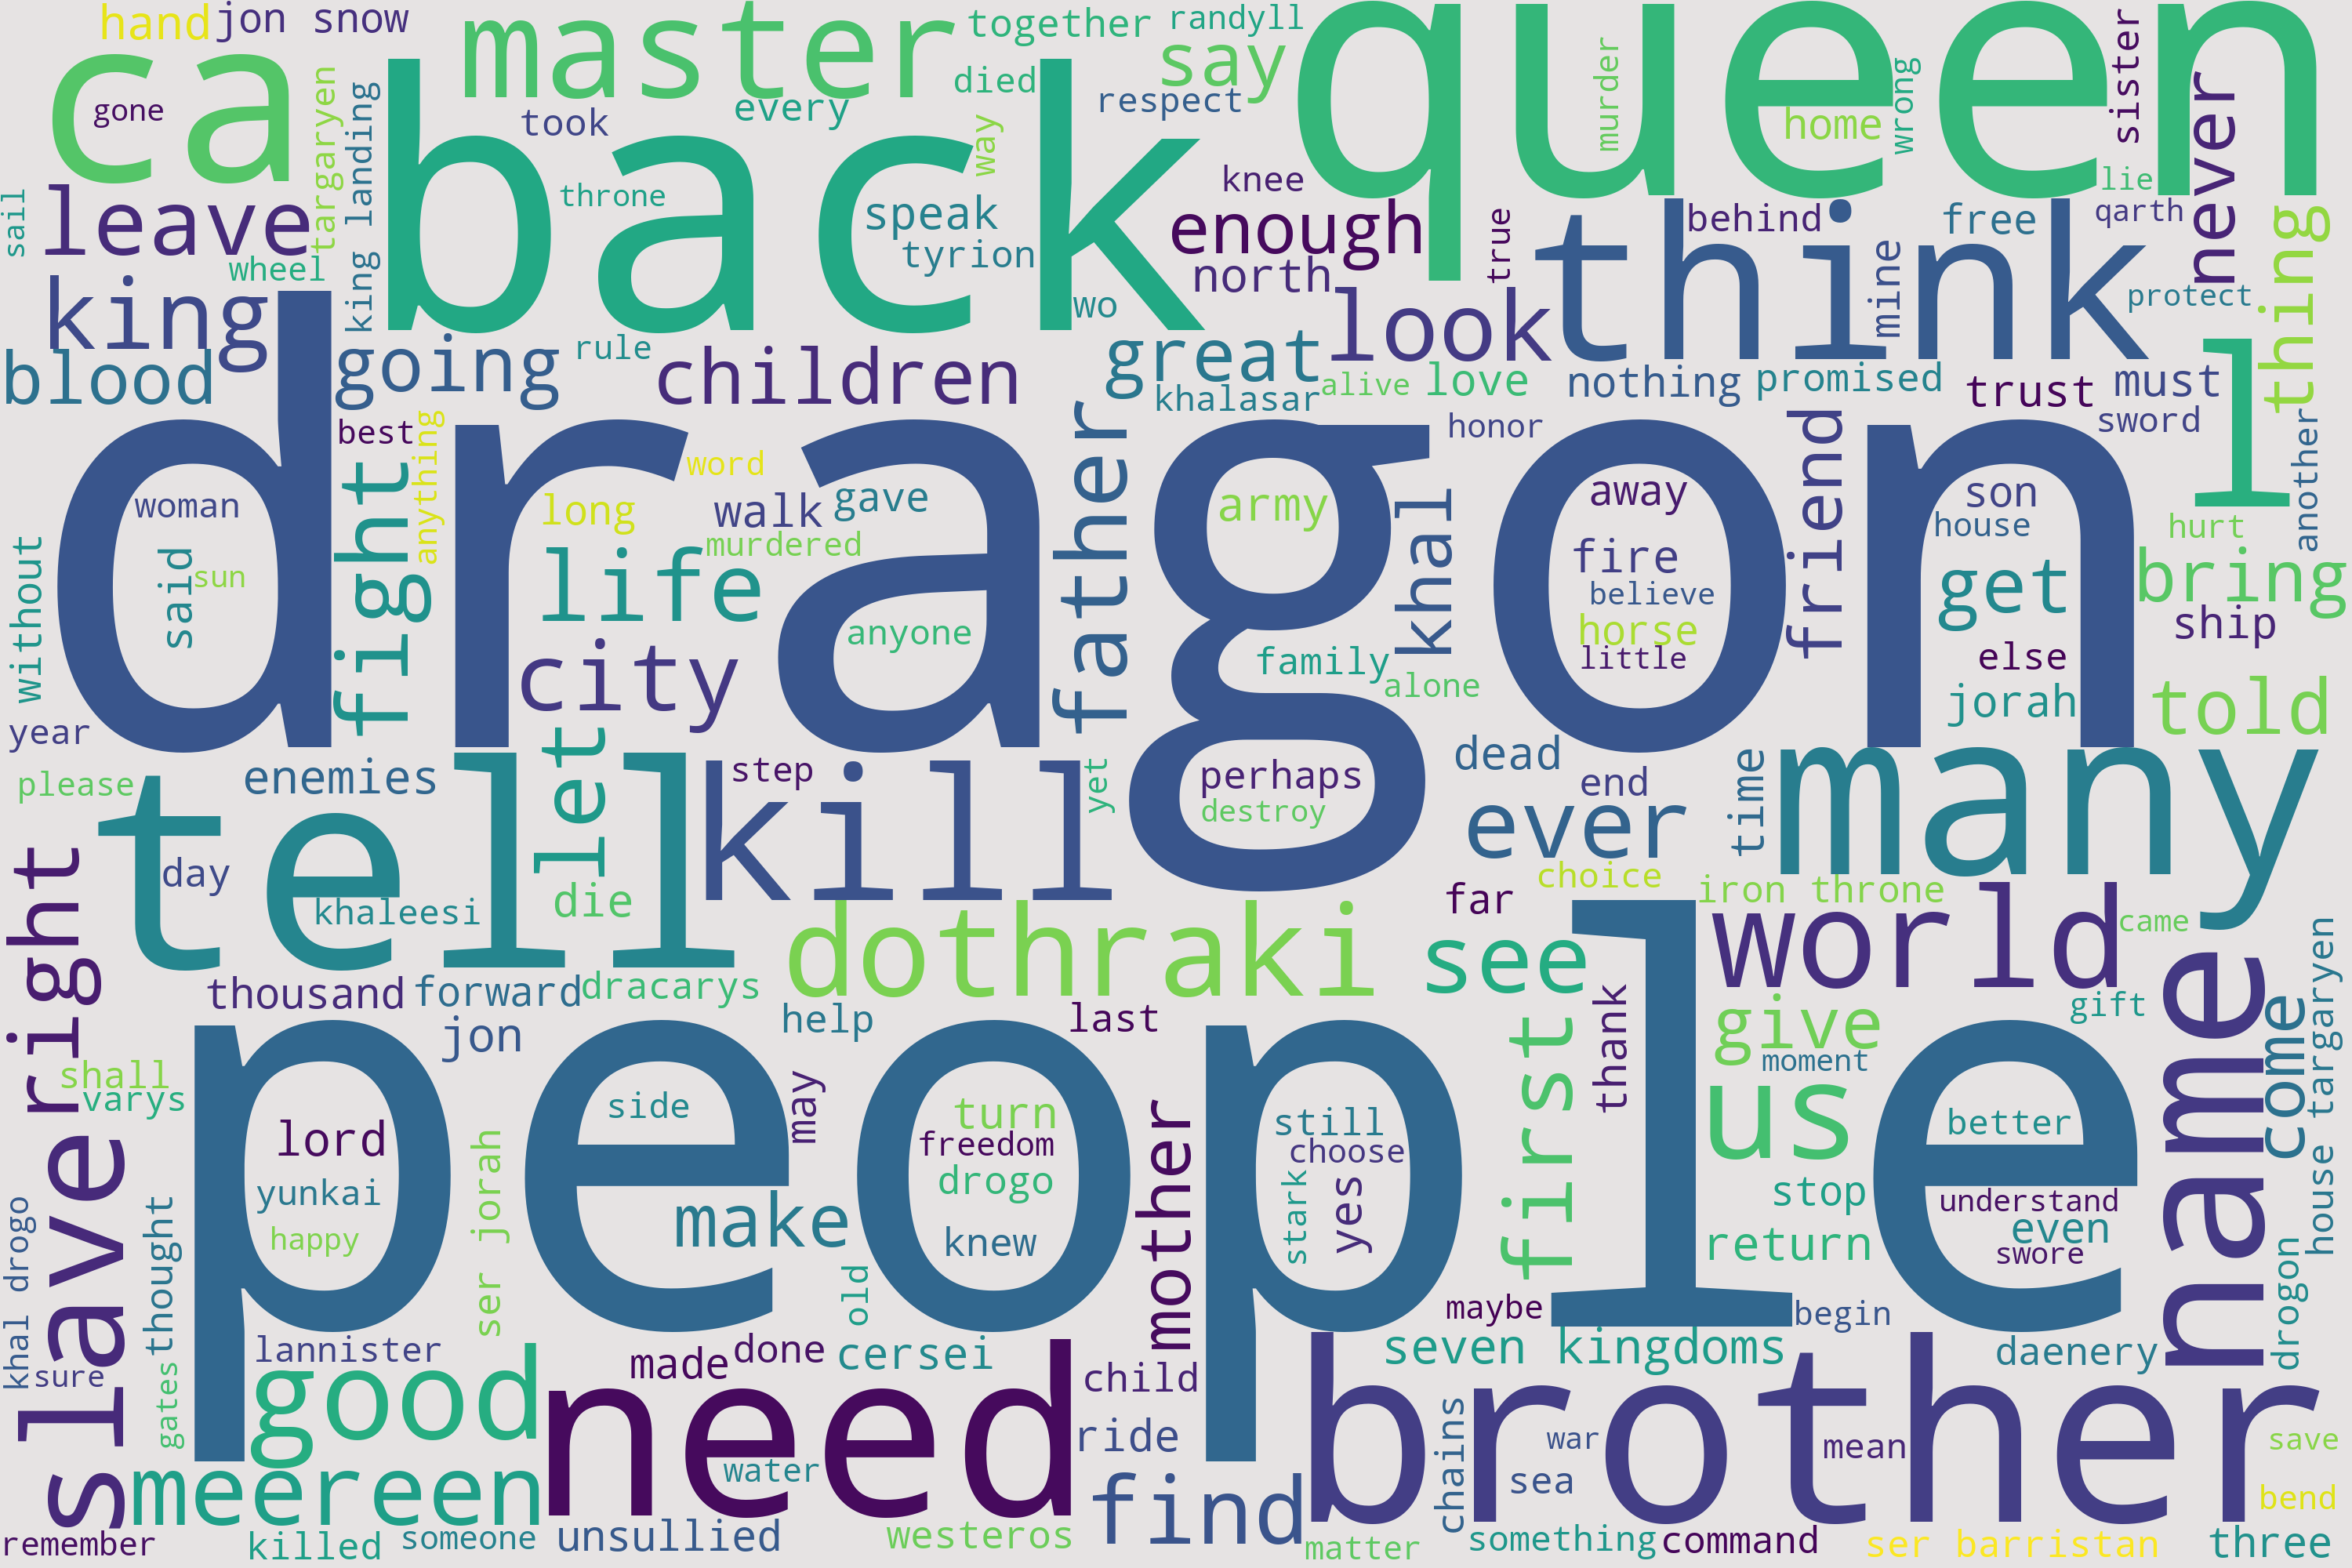 hand
jon snow
master
together
randyll
queen
ca
say
sister
gone
targaryen
king landing
back
took
every
died
respect
way
murder
home
wrong
never
sail
leave
throne
speak
tyrion
knee
enough
true
behind
free
lie
qarth
thing
wheel
king
north
wo
look
think
mine
protect
blood
going
rule
children
great
khalasar
alive
love
nothing
promised
trust
must
l
dragon
best
anything
word
father
honor
friend
sword
another
woman
fight
long
walk
gave
army
khal
away
son
house
hurt
without
said
sun
murdered
life
anyone
fire
believe
horse
little
get
bring
ship
city
family
alone
else
jorah
told
year
please
enemies
let
step
kill
yet
perhaps
destroy
dead
end
ever
time
many
tell
right
day
khaleesi
die
choice
far
iron throne
came
dothraki
see
world
thousand
forward
dracarys
help
last
first
thank
give
gift
name
come
house targaryen
jon
people
moment
shall
varys
slave
lord
side
may
turn
freedom
mother
still
choose
us
better
yunkai
happy
ser jorah
drogo
knew
make
stark
yes
stop
return
understand
even
swore
khal drogo
thought
old
maybe
begin
drogon
sure
gates
lannister
good
made
done
cersei
child
seven kingdoms
daenery
need
brother
ride
chains
war
mean
save
meereen
water
find
sea
bend
remember
killed
someone
unsullied
westeros
matter
something
command
ser barristan
three